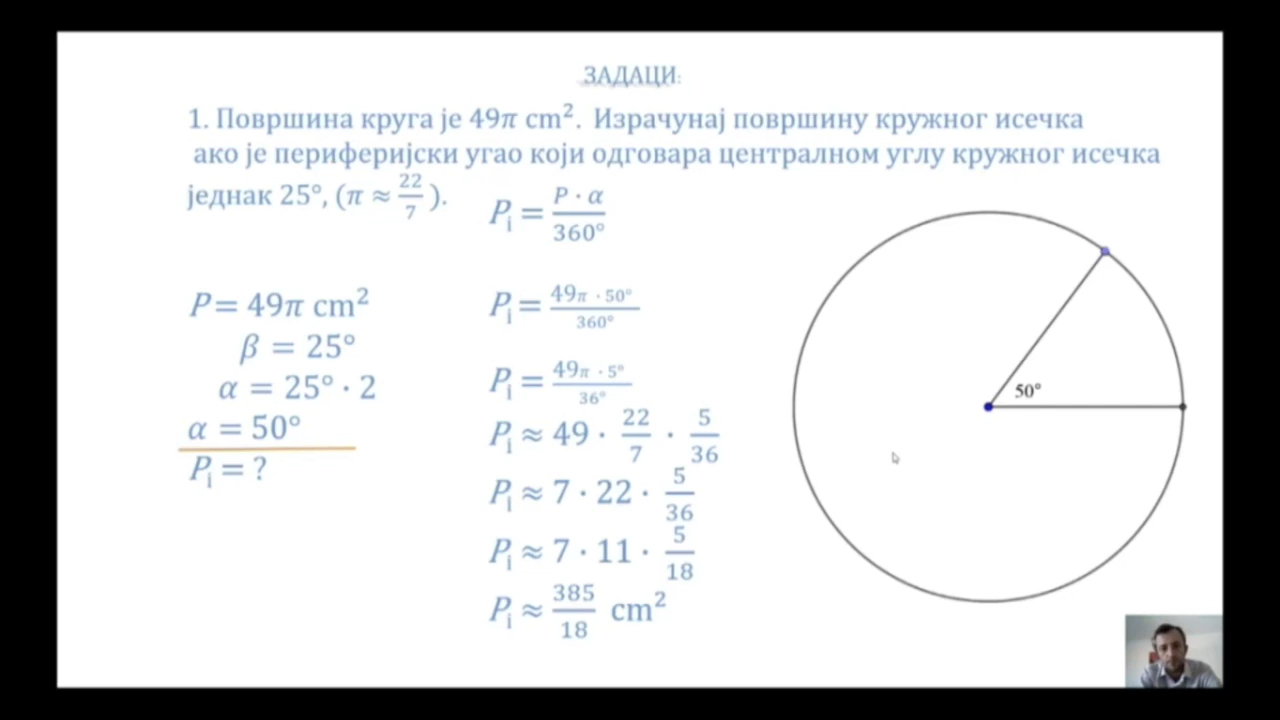 ЗАДАЦИ:
1. Површина круга је 49π cm². Израчунај површину кружног исечка
ако је периферијски угао који одговара централном углу кружног исечка
једнак 25°, (π ≈ 22/7).
P = 49π cm²
β = 25°
α = 25° · 2
α = 50°
Pᵢ = ?
Pᵢ = P · α / 360°
Pᵢ = 49π · 50° / 360°
Pᵢ = 49π · 5° / 36°
Pᵢ ≈ 49 · 22/7 · 5/36
Pᵢ ≈ 7 · 22 · 5/36
Pᵢ ≈ 7 · 11 · 5/18
Pᵢ ≈ 385/18 cm²
50°